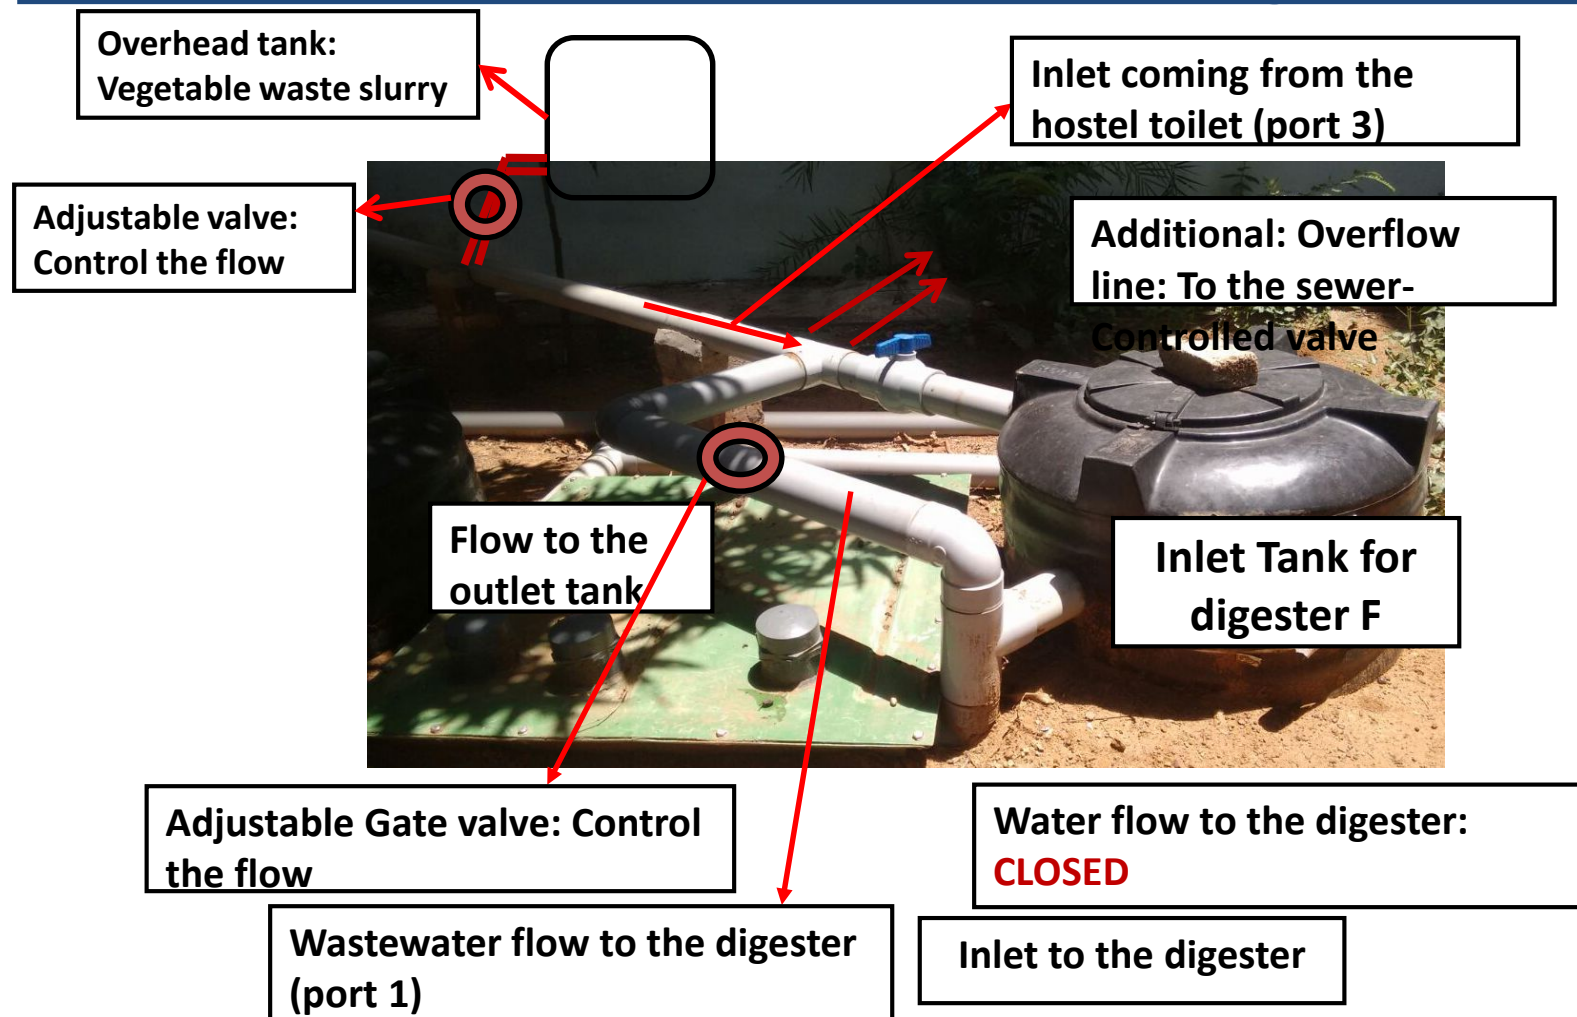 Overhead tank:
Vegetable waste slurry
Inlet coming from the
hostel toilet (port 3)
Adjustable valve:
Control the flow
Additional: Overflow
line: To the sewer-
Controlled valve
Flow to the
outlet tank
Inlet Tank for
digester F
Adjustable Gate valve: Control
the flow
Water flow to the digester:
CLOSED
Wastewater flow to the digester
(port 1)
Inlet to the digester